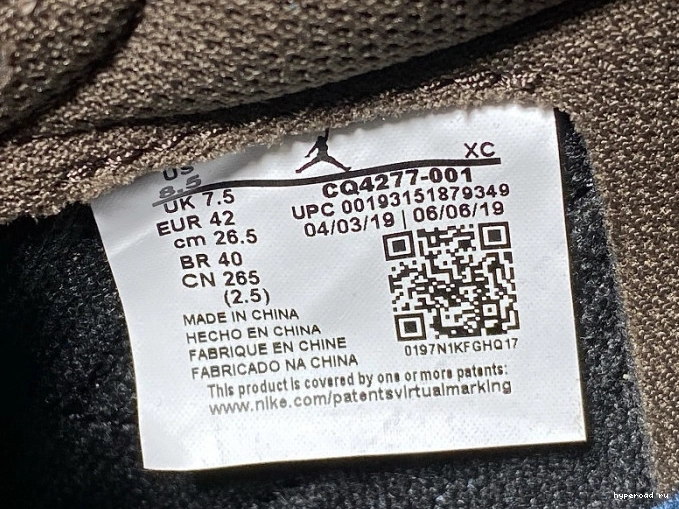 US
8.5
UK 7.5
EUR 42
cm 26.5
BR 40
CN 265
(2.5)
XC
CQ4277-001
UPC 00193151879349
04/03/19 | 06/06/19
0197N1KFGHQ17
MADE IN CHINA
HECHO EN CHINA
FABRIQUE EN CHINE
FABRICADO NA CHINA
This product is covered by one or more patents:
www.nike.com/patentsvirtualmarking
hyperoad.ru